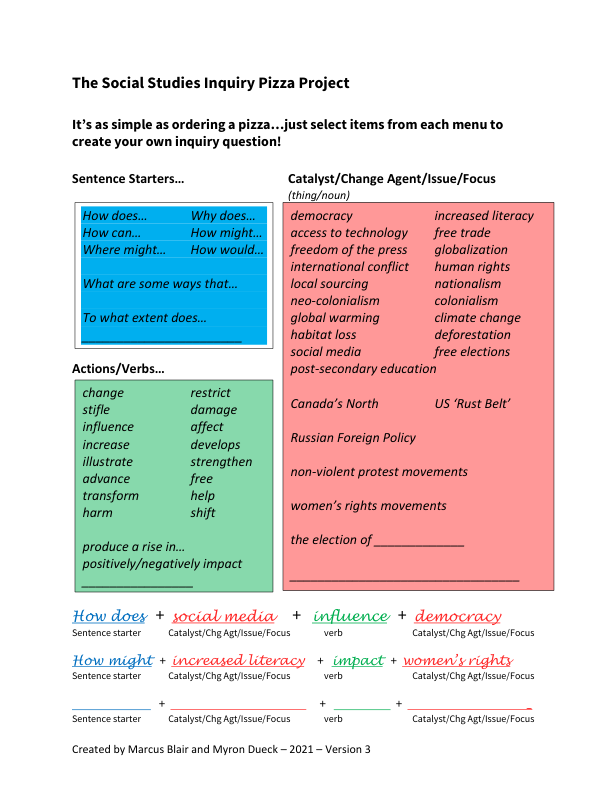 The Social Studies Inquiry Pizza Project
It's as simple as ordering a pizza…just select items from each menu to
create your own inquiry question!
Sentence Starters…
How does… Why does…
How can… How might…
Where might… How would…
What are some ways that…
To what extent does…
_______________________
Actions/Verbs…
change restrict
stifle damage
influence affect
increase develops
illustrate strengthen
advance free
transform help
harm shift
produce a rise in…
positively/negatively impact
________________
Catalyst/Change Agent/Issue/Focus
(thing/noun)
democracy increased literacy
access to technology free trade
freedom of the press globalization
international conflict human rights
local sourcing nationalism
neo-colonialism colonialism
global warming climate change
habitat loss deforestation
social media free elections
post-secondary education
Canada's North US 'Rust Belt'
Russian Foreign Policy
non-violent protest movements
women's rights movements
the election of _____________
_________________________________
How does + social media + influence + democracy
Sentence starter Catalyst/Chg Agt/Issue/Focus verb Catalyst/Chg Agt/Issue/Focus
How might + increased literacy + impact + women's rights
Sentence starter Catalyst/Chg Agt/Issue/Focus verb Catalyst/Chg Agt/Issue/Focus
_____________ + ______________________ + _________ + ____________________
Sentence starter Catalyst/Chg Agt/Issue/Focus verb Catalyst/Chg Agt/Issue/Focus
Created by Marcus Blair and Myron Dueck – 2021 – Version 3